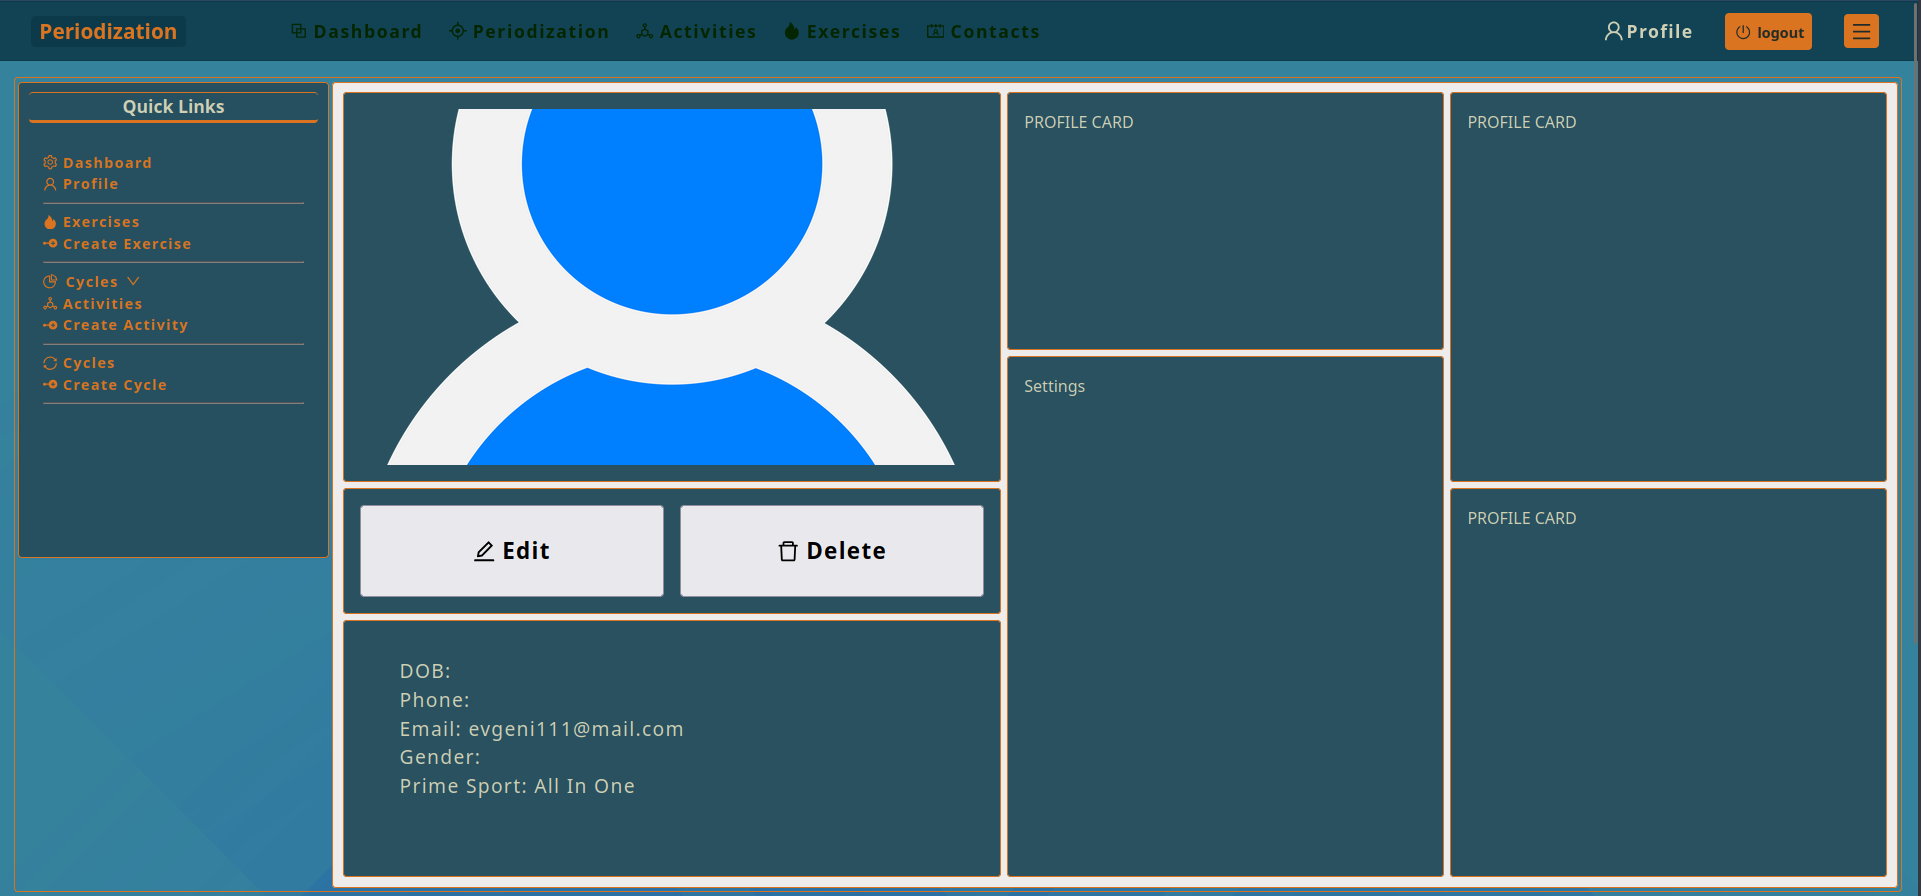 Periodization Dashboard Periodization Activities Exercises Contacts Profile logout
Quick Links
Dashboard
Profile
Exercises
Create Exercise
Cycles
Activities
Create Activity
Cycles
Create Cycle
Edit Delete
DOB:
Phone:
Email: evgeni111@mail.com
Gender:
Prime Sport: All In One
PROFILE CARD
Settings
PROFILE CARD
PROFILE CARD